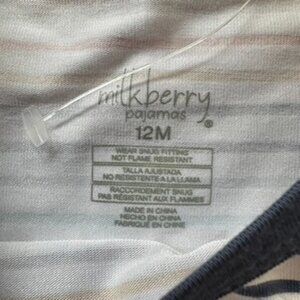 milkberry
pajamas
®
12M
WEAR SNUG FITTING
NOT FLAME RESISTANT
TALLA AJUSTADA
NO RESISTENTE A LA LLAMA
RACCORDEMENT SNUG
PAS RÉSISTANT AUX FLAMMES
MADE IN CHINA
HECHO EN CHINA
FABRIQUÉ EN CHINE